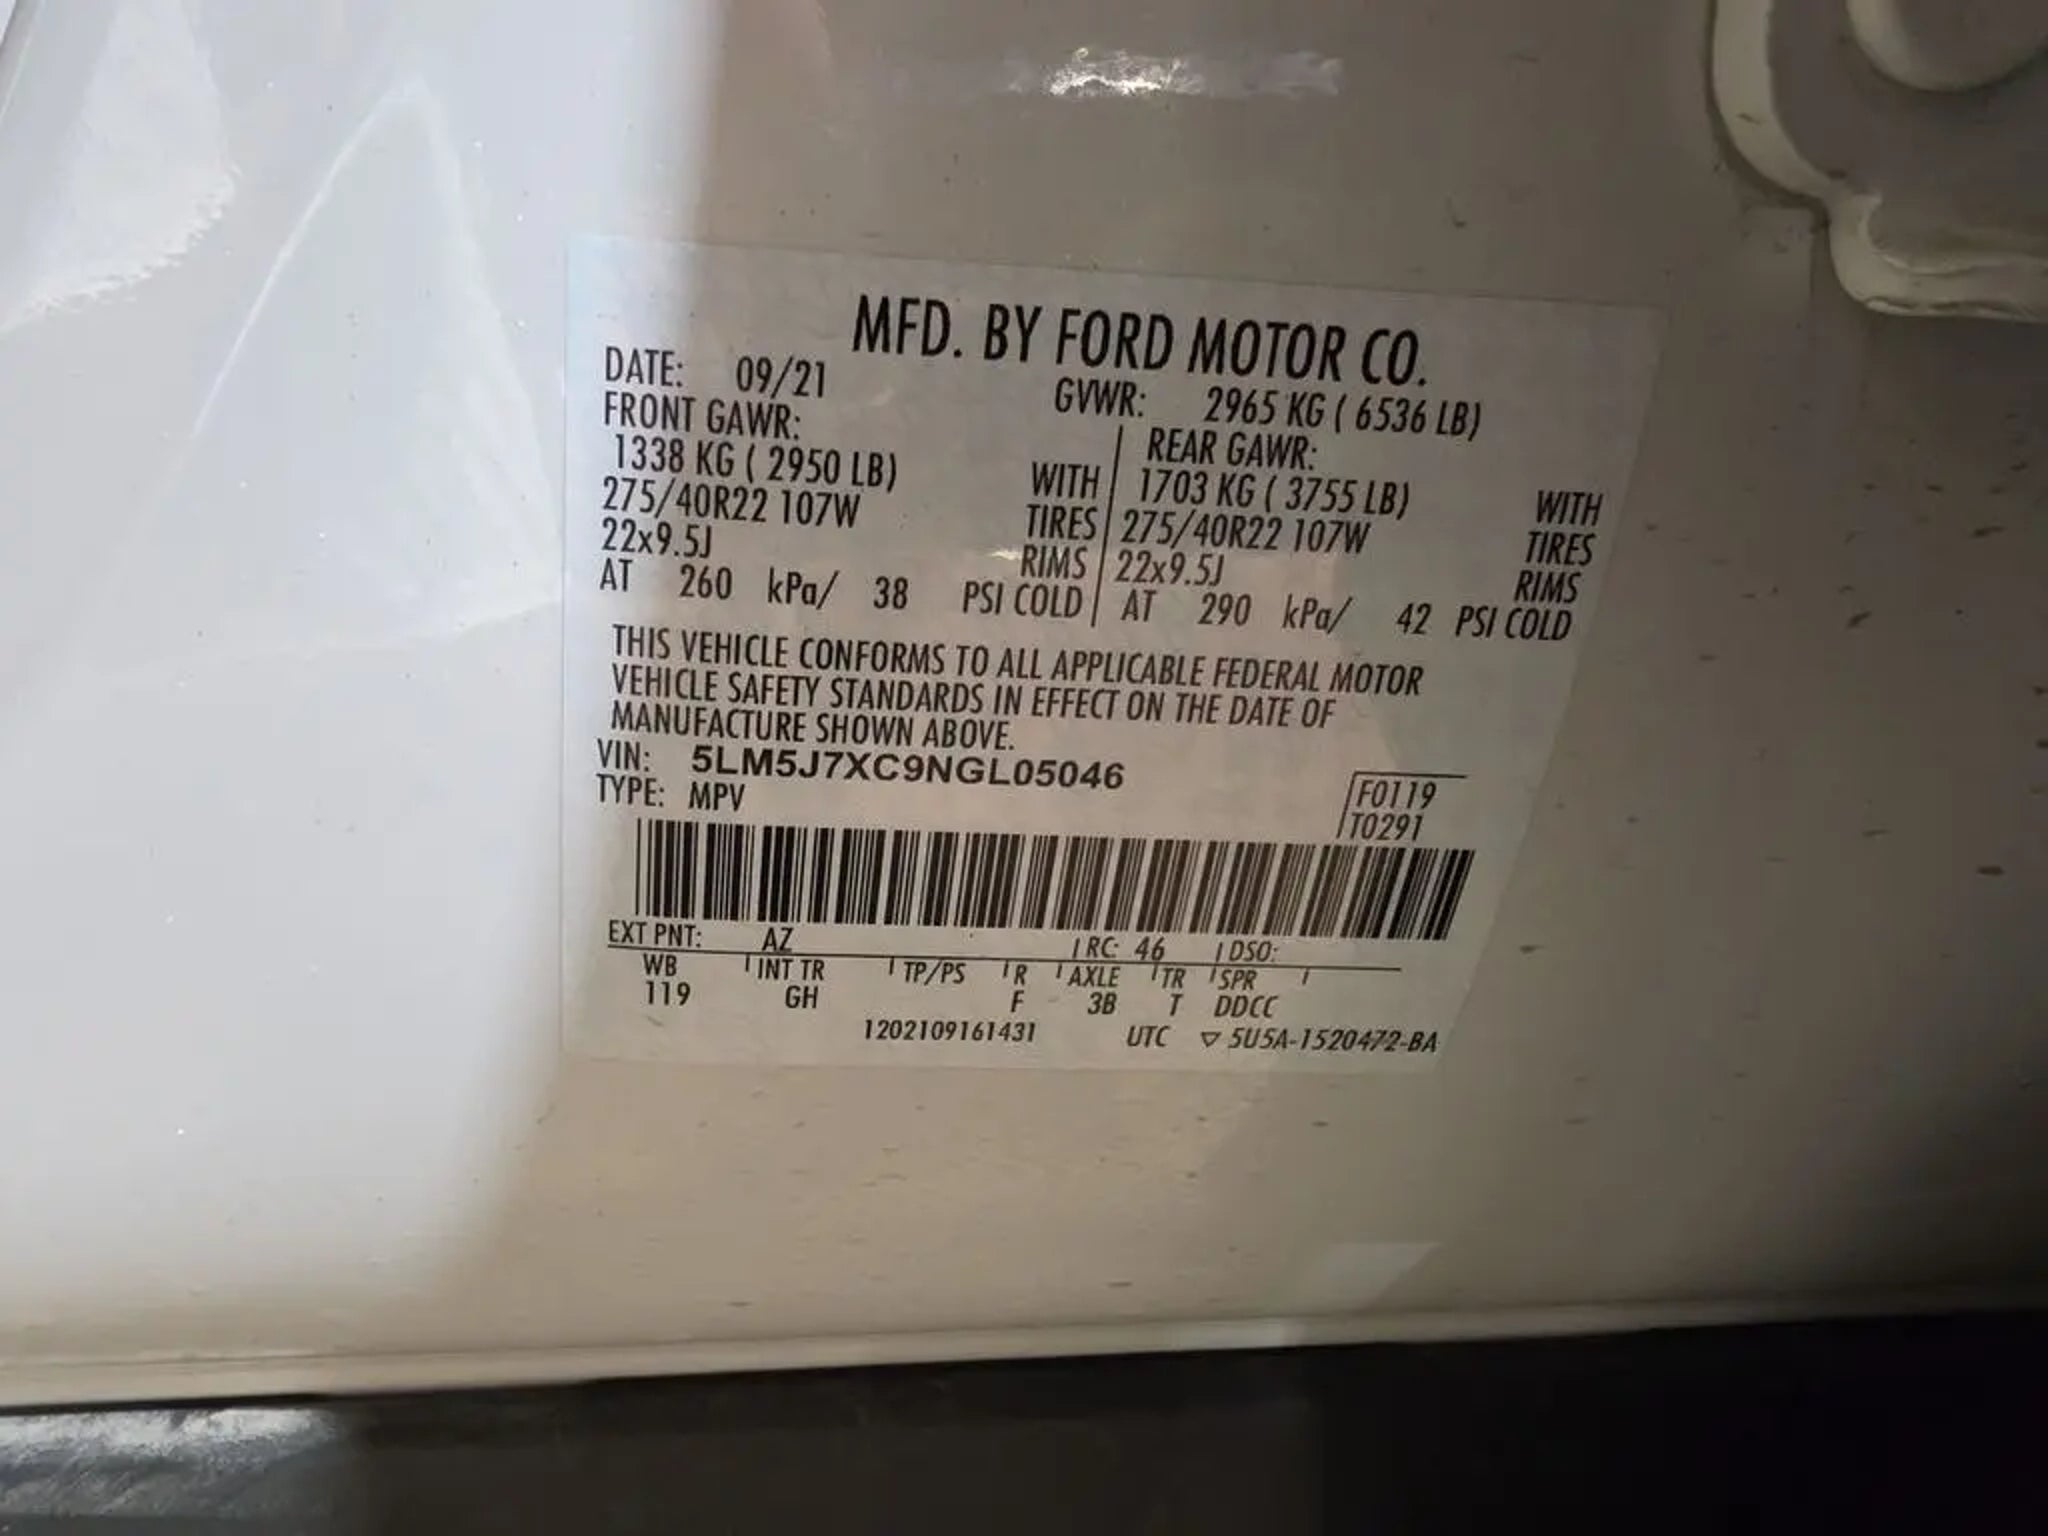 MFD. BY FORD MOTOR CO.
DATE: 09/21 GVWR: 2965 KG ( 6536 LB)
FRONT GAWR: REAR GAWR:
1338 KG ( 2950 LB) WITH 1703 KG ( 3755 LB) WITH
275/40R22 107W TIRES 275/40R22 107W TIRES
22x9.5J RIMS 22x9.5J RIMS
AT 260 kPa/ 38 PSI COLD AT 290 kPa/ 42 PSI COLD
THIS VEHICLE CONFORMS TO ALL APPLICABLE FEDERAL MOTOR
VEHICLE SAFETY STANDARDS IN EFFECT ON THE DATE OF
MANUFACTURE SHOWN ABOVE.
VIN: 5LM5J7XC9NGL05046
TYPE: MPV
F0119
T0291
EXT PNT: AZ RC: 46 DSO:
WB INT TR TP/PS R AXLE TR SPR
119 GH F 3B T DDCC
1202109161431 UTC ▽ 5U5A-1520472-BA